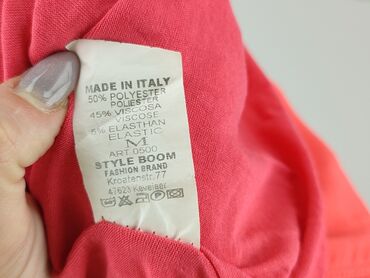 MADE IN ITALY
50% POLYESTER
POLIESTER
45% VISCOSA
VISCOSE
5% ELASTHAN
ELASTIC
M
ART.0500
STYLE BOOM
FASHION BRAND
Kroatenstr.77
47623 Kevelaer